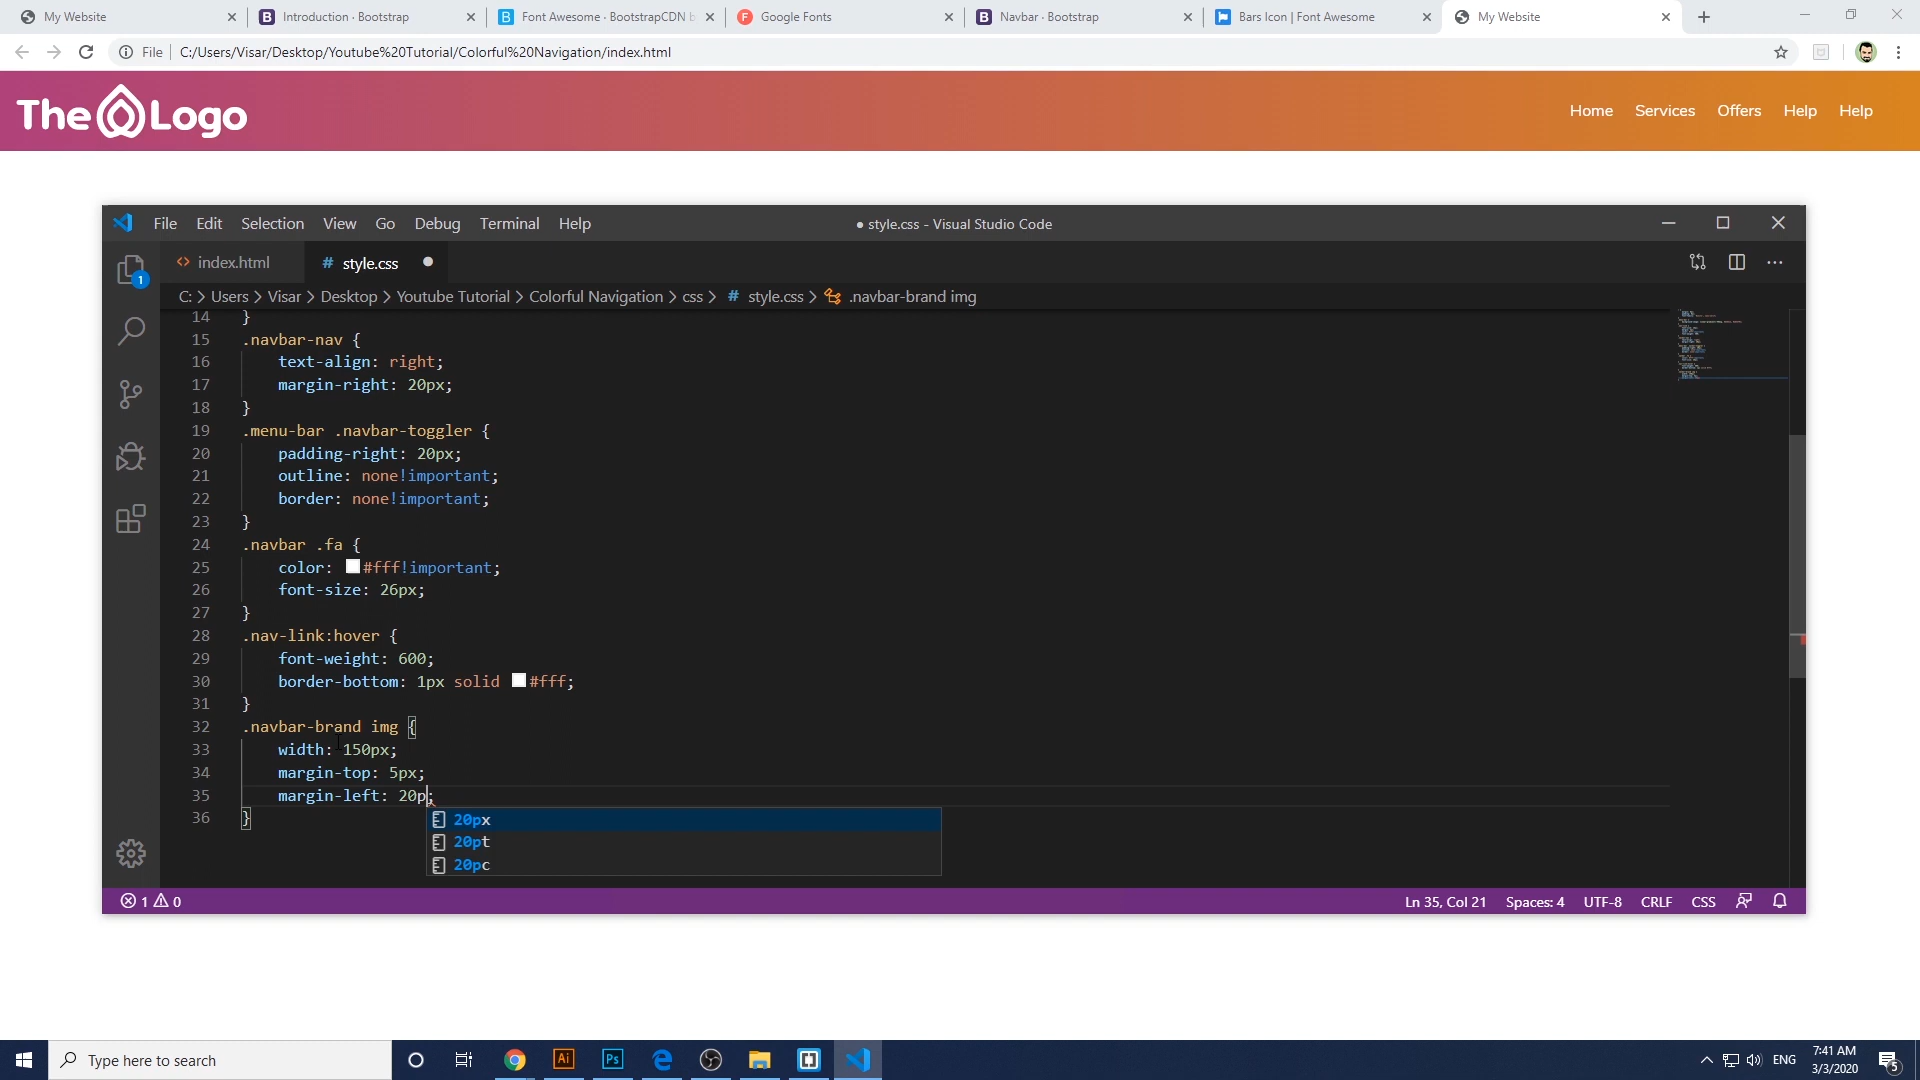 My Website
Introduction · Bootstrap
Font Awesome · BootstrapCDN b
Google Fonts
Navbar · Bootstrap
Bars Icon | Font Awesome
My Website
File
C:/Users/Visar/Desktop/Youtube%20Tutorial/Colorful%20Navigation/index.html
The Logo
Home Services Offers Help Help
File Edit Selection View Go Debug Terminal Help
● style.css - Visual Studio Code
1
<> index.html
# style.css ●
C: > Users > Visar > Desktop > Youtube Tutorial > Colorful Navigation > css > # style.css > .navbar-brand img
14 }
15 .navbar-nav {
16 text-align: right;
17 margin-right: 20px;
18 }
19 .menu-bar .navbar-toggler {
20 padding-right: 20px;
21 outline: none!important;
22 border: none!important;
23 }
24 .navbar .fa {
25 color: #fff!important;
26 font-size: 26px;
27 }
28 .nav-link:hover {
29 font-weight: 600;
30 border-bottom: 1px solid #fff;
31 }
32 .navbar-brand img {
33 width: 150px;
34 margin-top: 5px;
35 margin-left: 20p;
36 }
20px
20pt
20pc
1 0
Ln 35, Col 21 Spaces: 4 UTF-8 CRLF CSS
Type here to search
Ai
Ps
ENG
7:41 AM
3/3/2020
5